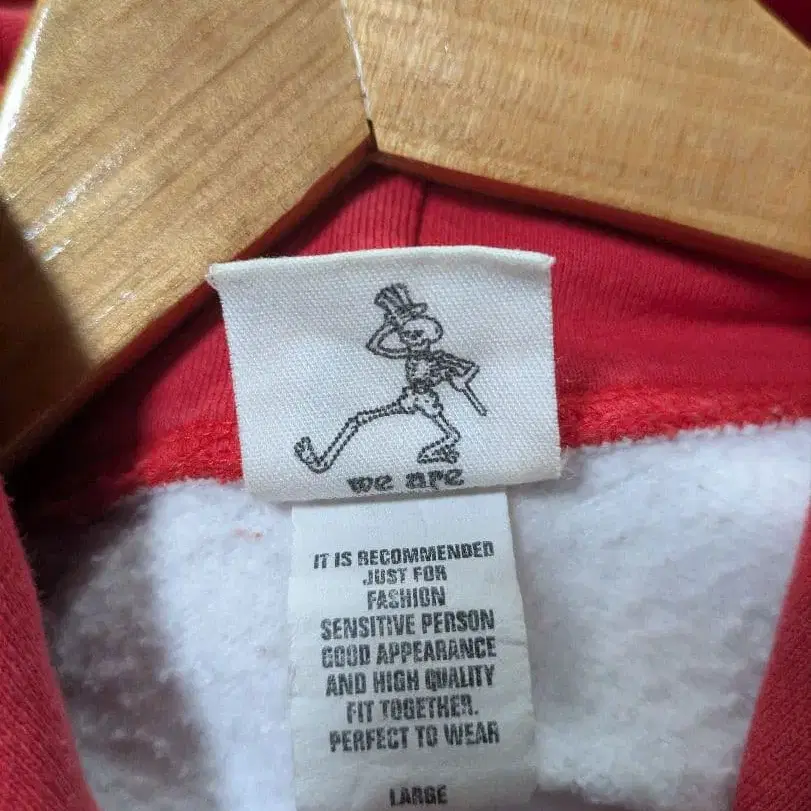 we are
IT IS RECOMMENDED
JUST FOR
FASHION
SENSITIVE PERSON
GOOD APPEARANCE
AND HIGH QUALITY
FIT TOGETHER.
PERFECT TO WEAR
LARGE